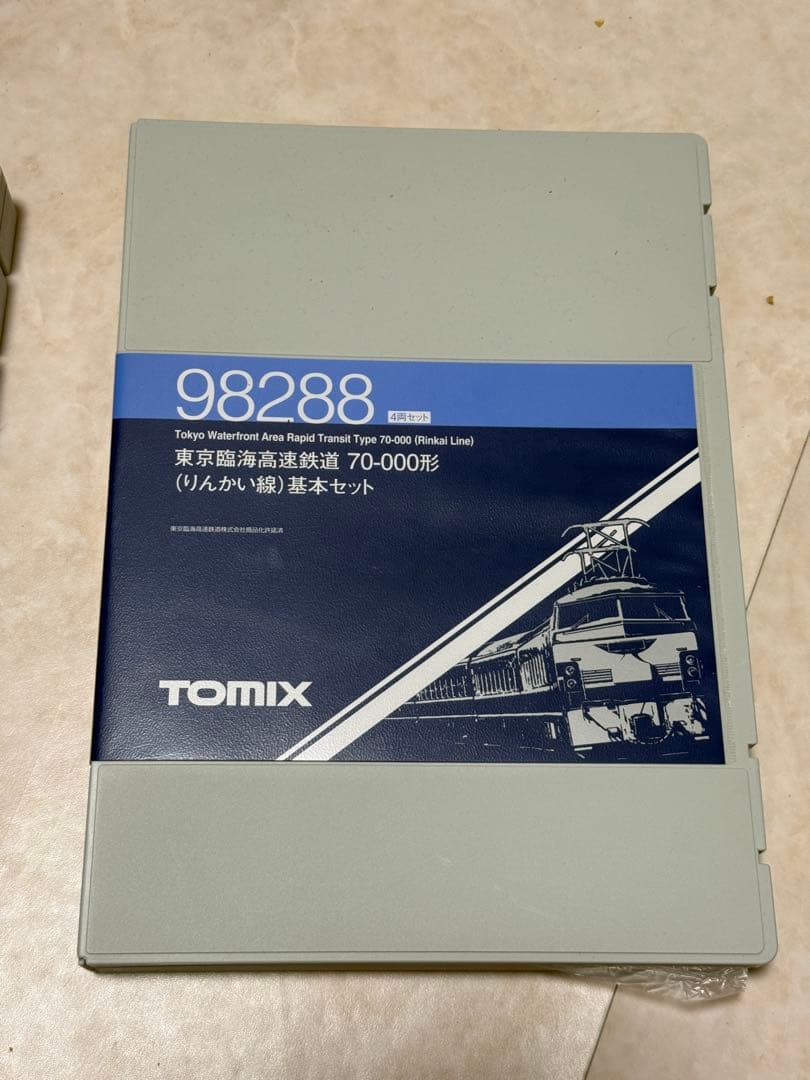 98288
4両セット
Tokyo Waterfront Area Rapid Transit Type 70-000 (Rinkai Line)
東京臨海高速鉄道 70-000形
(りんかい線)基本セット
東京臨海高速鉄道株式会社商品化許諾済
TOMIX